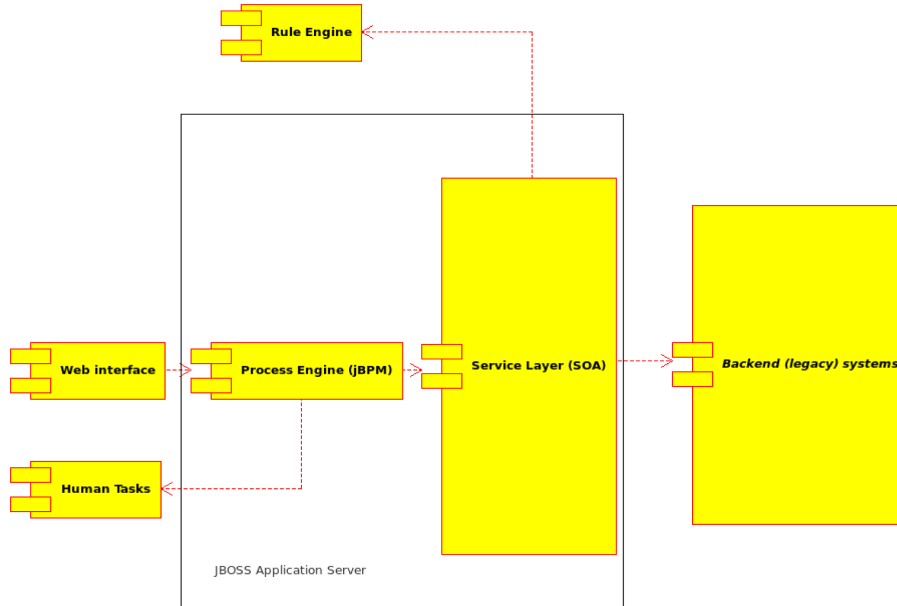 Rule Engine
Web interface
Process Engine (jBPM)
Service Layer (SOA)
Backend (legacy) systems
Human Tasks
JBOSS Application Server